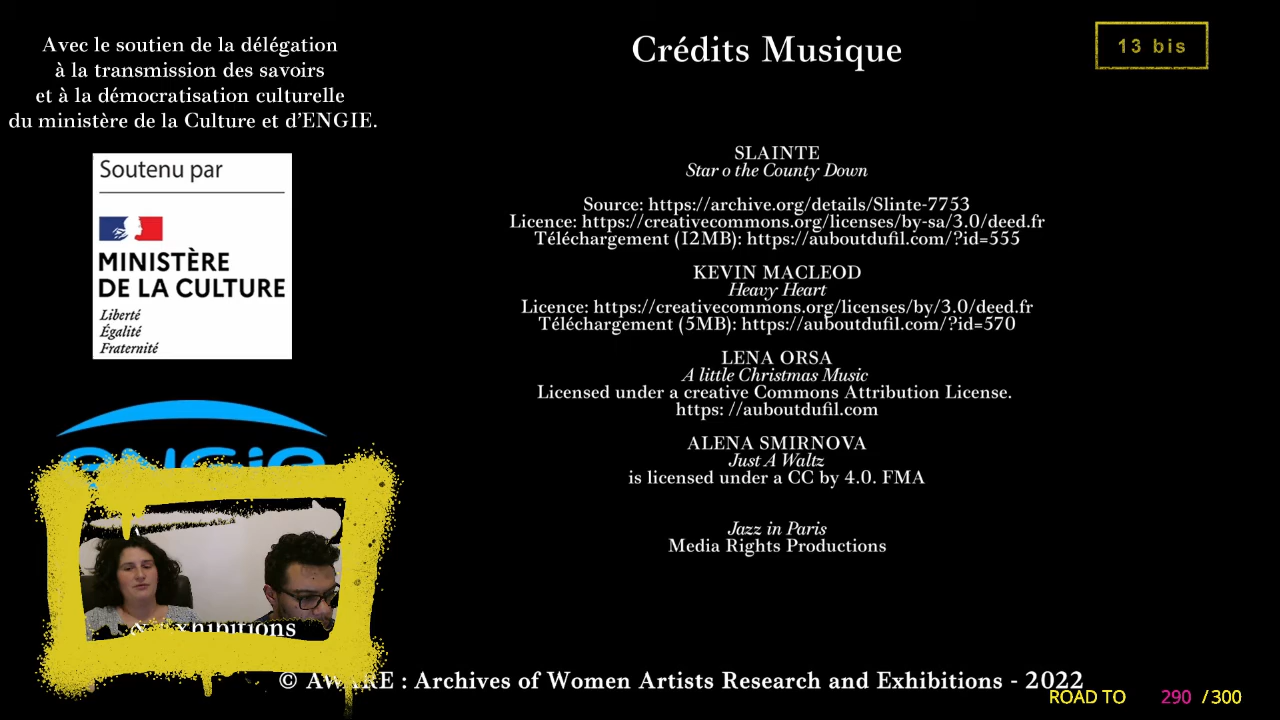 Avec le soutien de la délégation
à la transmission des savoirs
et à la démocratisation culturelle
du ministère de la Culture et d'ENGIE.
Soutenu par
MINISTÈRE
DE LA CULTURE
Liberté
Égalité
Fraternité
Crédits Musique
13 bis
SLAINTE
Star o the County Down
Source: https://archive.org/details/Slinte-7753
Licence: https://creativecommons.org/licenses/by-sa/3.0/deed.fr
Téléchargement (12MB): https://auboutdufil.com/?id=555
KEVIN MACLEOD
Heavy Heart
Licence: https://creativecommons.org/licenses/by/3.0/deed.fr
Téléchargement (5MB): https://auboutdufil.com/?id=570
LENA ORSA
A little Christmas Music
Licensed under a creative Commons Attribution License.
https: //auboutdufil.com
ALENA SMIRNOVA
Just A Waltz
is licensed under a CC by 4.0. FMA
Jazz in Paris
Media Rights Productions
& Exhibitions
© AWARE : Archives of Women Artists Research and Exhibitions - 2022
ROAD TO 290 / 300